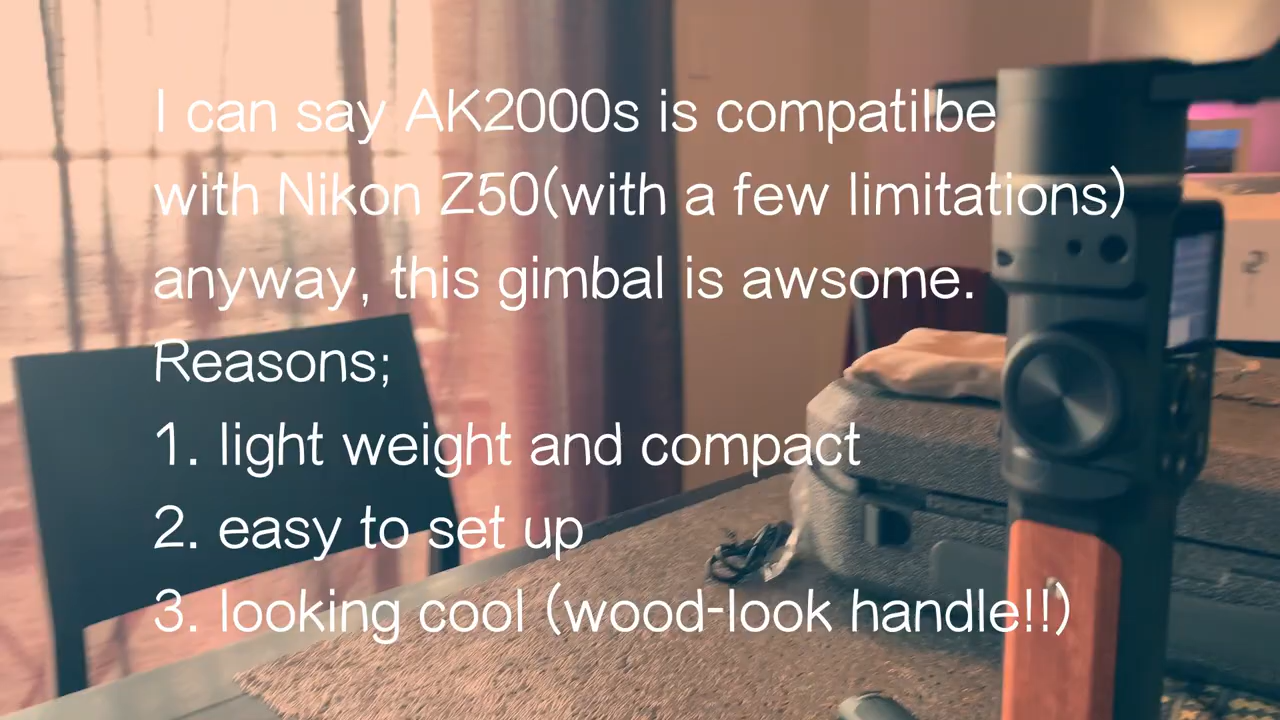 I can say AK2000s is compatilbe
with Nikon Z50(with a few limitations)
anyway, this gimbal is awsome.
Reasons;
1. light weight and compact
2. easy to set up
3. looking cool (wood-look handle!!)
2